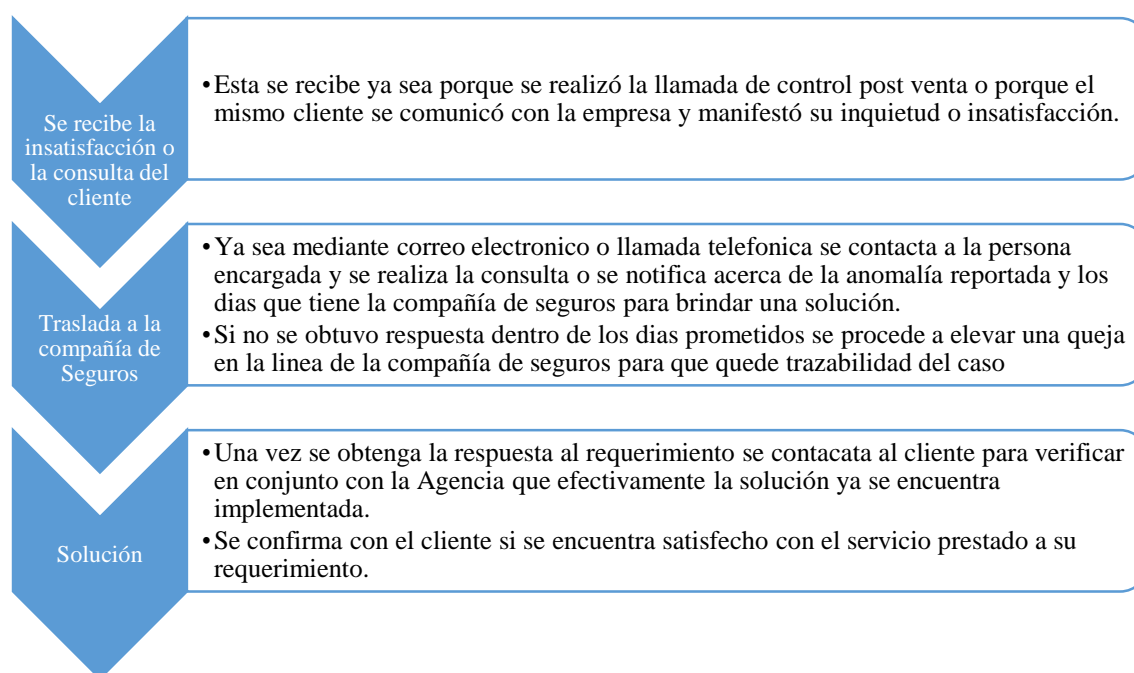 Se recibe la
insatisfacción o
la consulta del
cliente
•Esta se recibe ya sea porque se realizó la llamada de control post venta o porque el
mismo cliente se comunicó con la empresa y manifestó su inquietud o insatisfacción.
Traslada a la
compañía de
Seguros
•Ya sea mediante correo electronico o llamada telefonica se contacta a la persona
encargada y se realiza la consulta o se notifica acerca de la anomalía reportada y los
dias que tiene la compañía de seguros para brindar una solución.
•Si no se obtuvo respuesta dentro de los dias prometidos se procede a elevar una queja
en la linea de la compañía de seguros para que quede trazabilidad del caso
Solución
•Una vez se obtenga la respuesta al requerimiento se contacata al cliente para verificar
en conjunto con la Agencia que efectivamente la solución ya se encuentra
implementada.
•Se confirma con el cliente si se encuentra satisfecho con el servicio prestado a su
requerimiento.